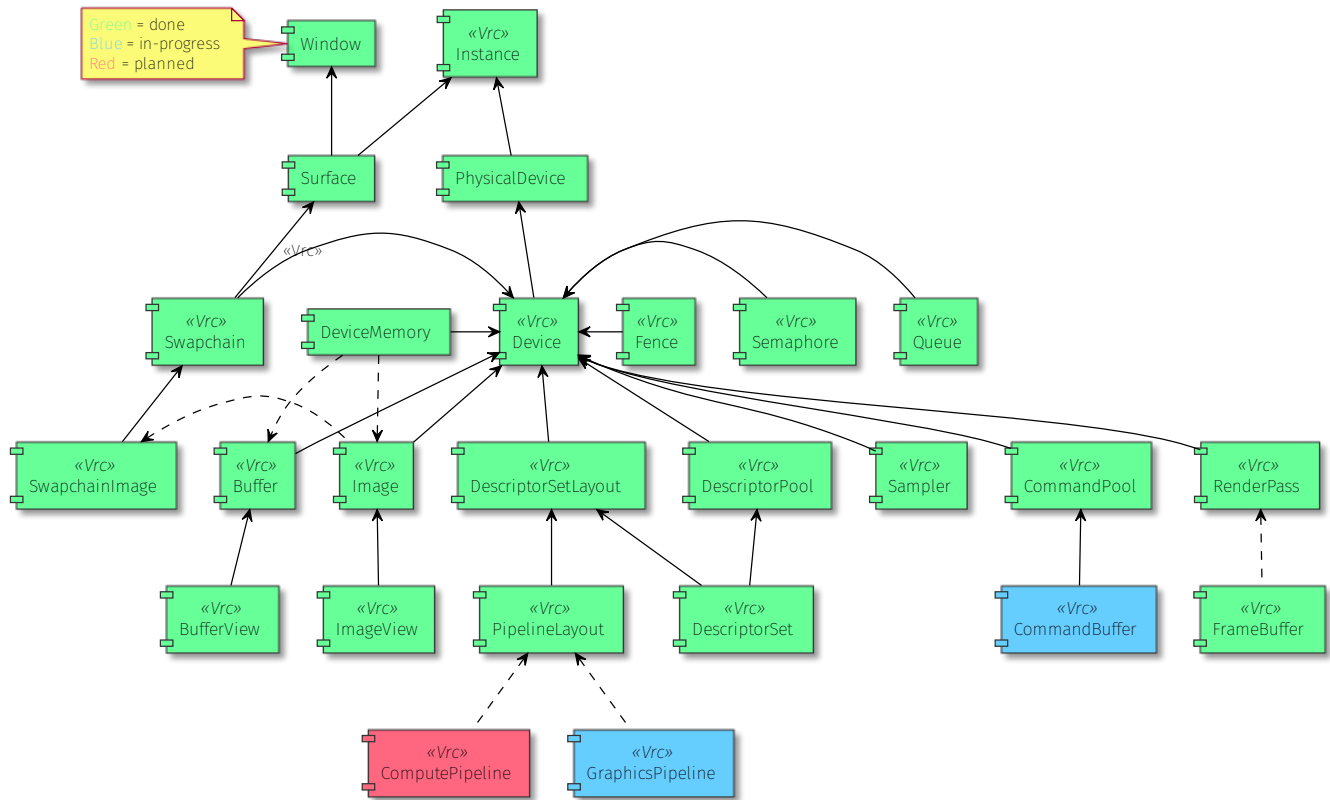 Green = done
Blue = in-progress
Red = planned
Window
«Vrc»
Instance
Surface
PhysicalDevice
«Vrc»
«Vrc»
Swapchain
DeviceMemory
«Vrc»
Device
«Vrc»
Fence
«Vrc»
Semaphore
«Vrc»
Queue
«Vrc»
SwapchainImage
«Vrc»
Buffer
«Vrc»
Image
«Vrc»
DescriptorSetLayout
«Vrc»
DescriptorPool
«Vrc»
Sampler
«Vrc»
CommandPool
«Vrc»
RenderPass
«Vrc»
BufferView
«Vrc»
ImageView
«Vrc»
PipelineLayout
«Vrc»
DescriptorSet
«Vrc»
CommandBuffer
«Vrc»
FrameBuffer
«Vrc»
ComputePipeline
«Vrc»
GraphicsPipeline